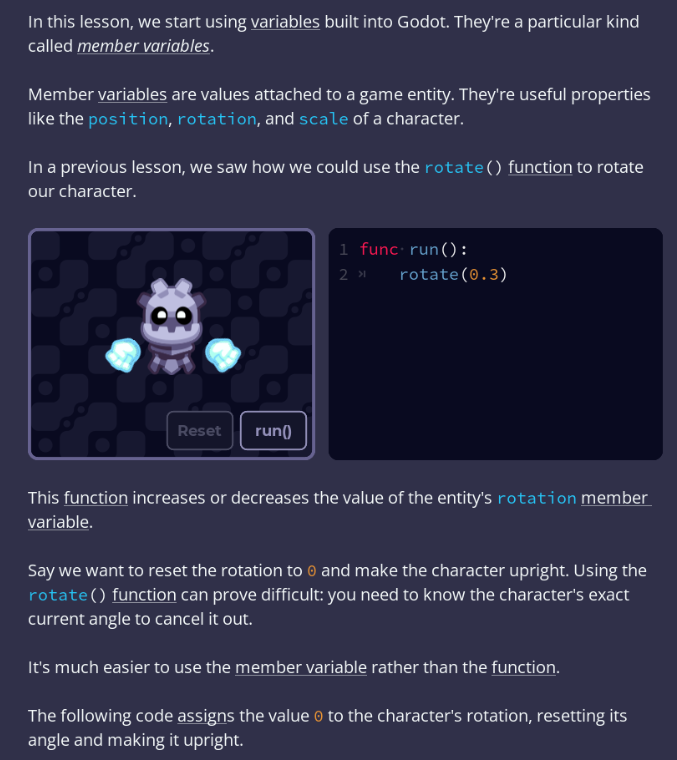 In this lesson, we start using variables built into Godot. They're a particular kind
called member variables.
Member variables are values attached to a game entity. They're useful properties
like the position, rotation, and scale of a character.
In a previous lesson, we saw how we could use the rotate() function to rotate
our character.
Reset
run()
1 func run():
2 rotate(0.3)
This function increases or decreases the value of the entity's rotation member
variable.
Say we want to reset the rotation to 0 and make the character upright. Using the
rotate() function can prove difficult: you need to know the character's exact
current angle to cancel it out.
It's much easier to use the member variable rather than the function.
The following code assigns the value 0 to the character's rotation, resetting its
angle and making it upright.